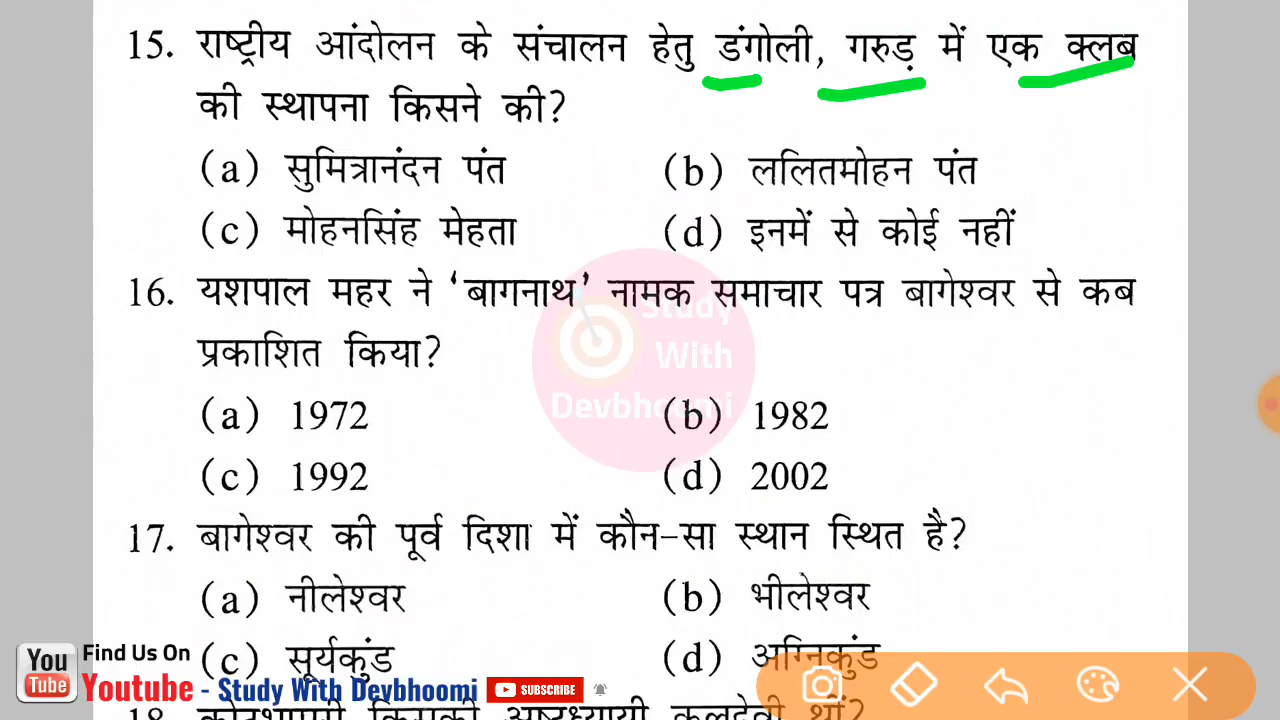 15. राष्ट्रीय आंदोलन के संचालन हेतु डंगोली, गरुड़ में एक क्लब
की स्थापना किसने की?
(a) सुमित्रानंदन पंत (b) ललितमोहन पंत
(c) मोहनसिंह मेहता (d) इनमें से कोई नहीं
16. यशपाल महर ने ‘बागनाथ’ नामक समाचार पत्र बागेश्वर से कब
प्रकाशित किया?
Study
With
Devbhoomi
(a) 1972 (b) 1982
(c) 1992 (d) 2002
17. बागेश्वर की पूर्व दिशा में कौन-सा स्थान स्थित है?
(a) नीलेश्वर (b) भीलेश्वर
(c) सूर्यकुंड (d) अग्निकुंड
You
Tube
Find Us On
Youtube - Study With Devbhoomi
SUBSCRIBE